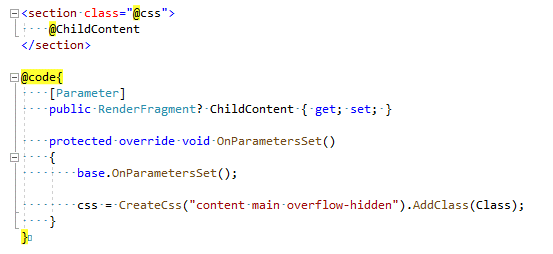 <section class="@css">
    @ChildContent
</section>

@code{
    [Parameter]
    public RenderFragment? ChildContent { get; set; }

    protected override void OnParametersSet()
    {
        base.OnParametersSet();

        css = CreateCss("content main overflow-hidden").AddClass(Class);
    }
}